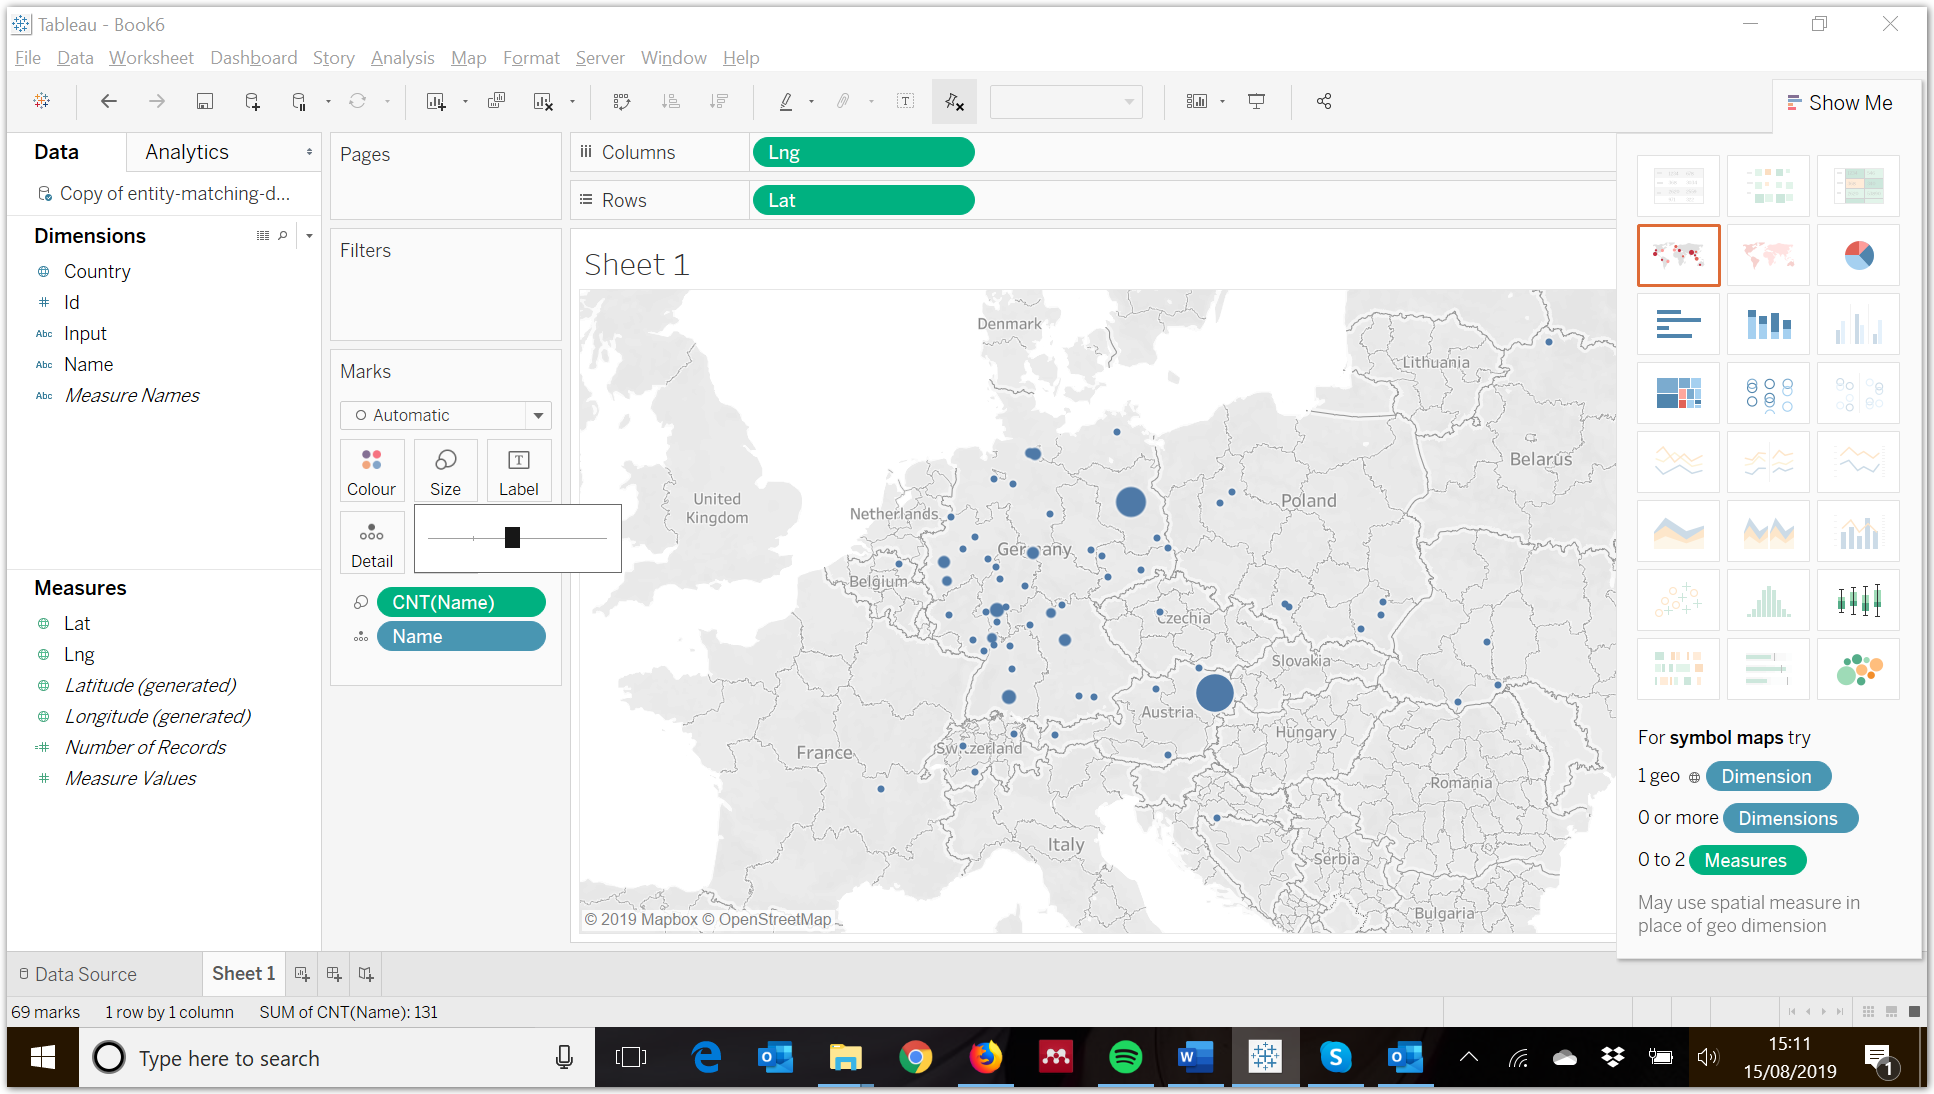 Tableau - Book6
File Data Worksheet Dashboard Story Analysis Map Format Server Window Help
Show Me
Data
Analytics
Copy of entity-matching-d...
Dimensions
Country
Id
Abc Input
Abc Name
Abc Measure Names
Measures
Lat
Lng
Latitude (generated)
Longitude (generated)
Number of Records
Measure Values
Pages
Filters
Marks
Automatic
Colour Size Label
Detail
CNT(Name)
Name
Columns Lng
Rows Lat
Sheet 1
Denmark
Lithuania
Belarus
United
Kingdom
Netherlands
Poland
Germany
Belgium
Czechia
Slovakia
Austria
Hungary
France
Switzerland
Romania
Italy
Serbia
Bulgaria
© 2019 Mapbox © OpenStreetMap
For symbol maps try
1 geo Dimension
0 or more Dimensions
0 to 2 Measures
May use spatial measure in
place of geo dimension
Data Source
Sheet 1
69 marks 1 row by 1 column SUM of CNT(Name): 131
Type here to search
15:11
15/08/2019
1